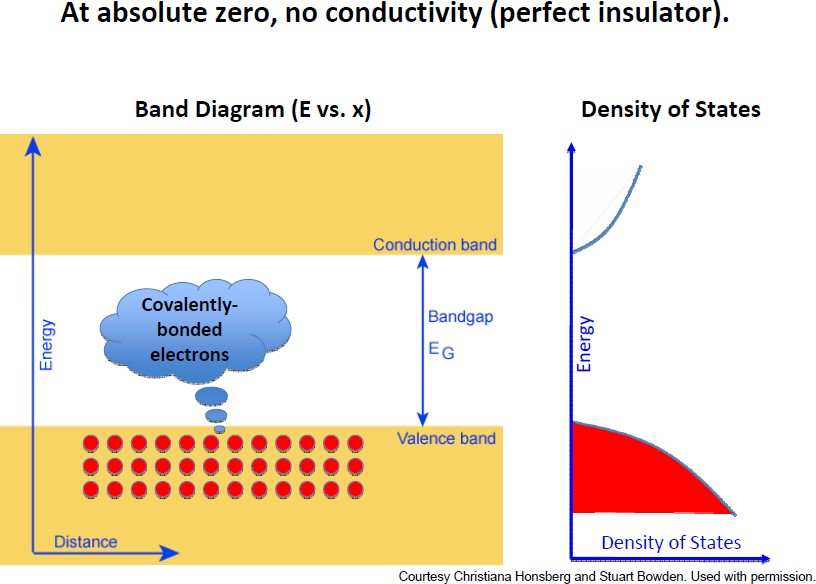 At absolute zero, no conductivity (perfect insulator).
Band Diagram (E vs. x)
Density of States
Conduction band
Covalently-
bonded
electrons
Bandgap
EG
Energy
Energy
Valence band
Distance
Density of States
Courtesy Christiana Honsberg and Stuart Bowden. Used with permission.